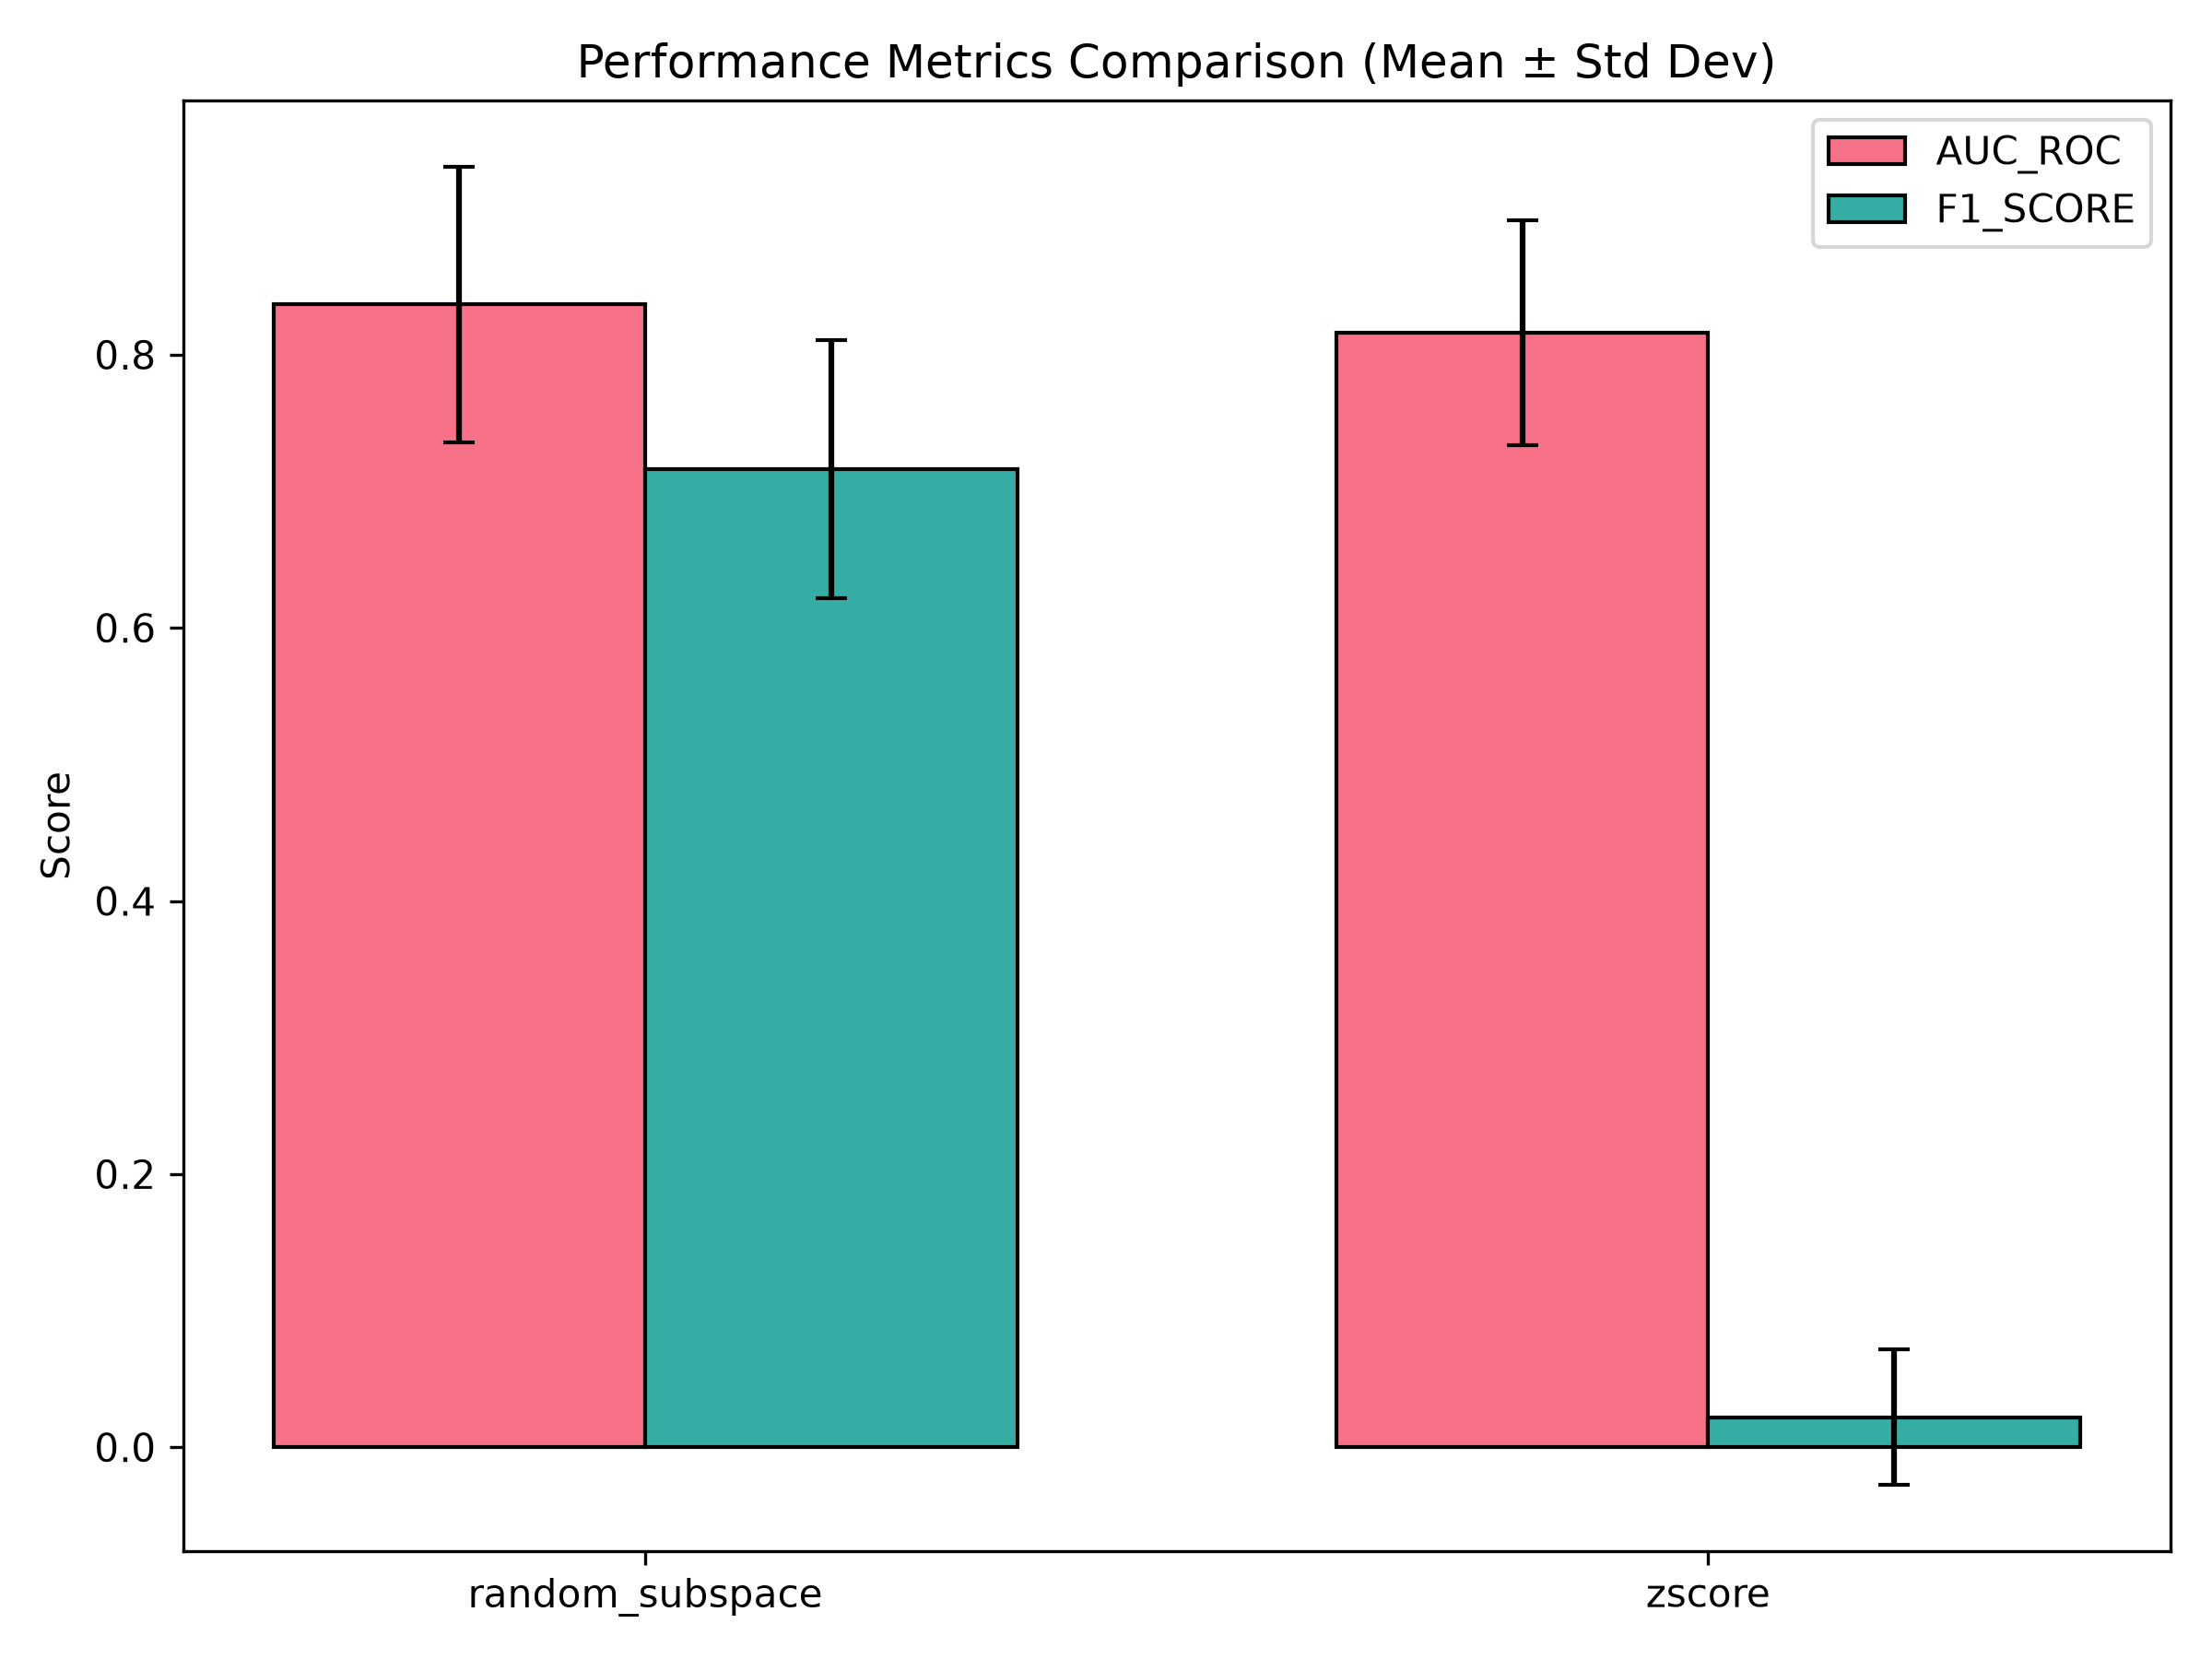 Performance Metrics Comparison (Mean ± Std Dev)
AUC_ROC
F1_SCORE
Score
0.8
0.6
0.4
0.2
0.0
random_subspace
zscore